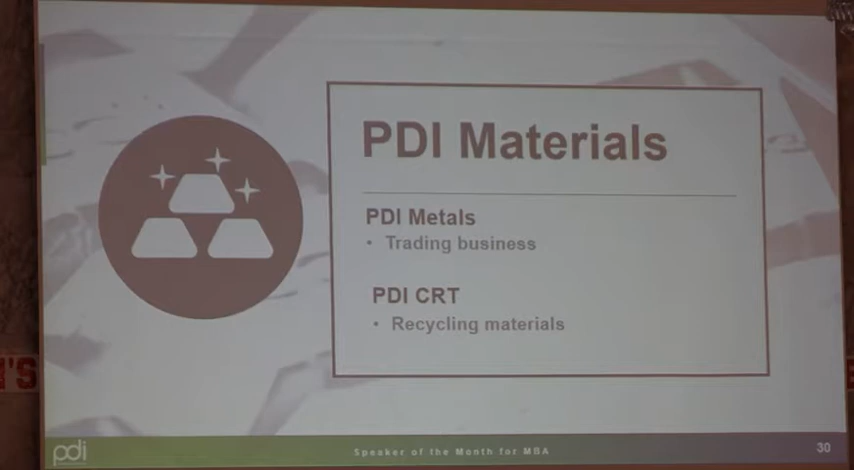 PDI Materials
PDI Metals
• Trading business
PDI CRT
• Recycling materials
pdi
Speaker of the Month for MBA
30
'S